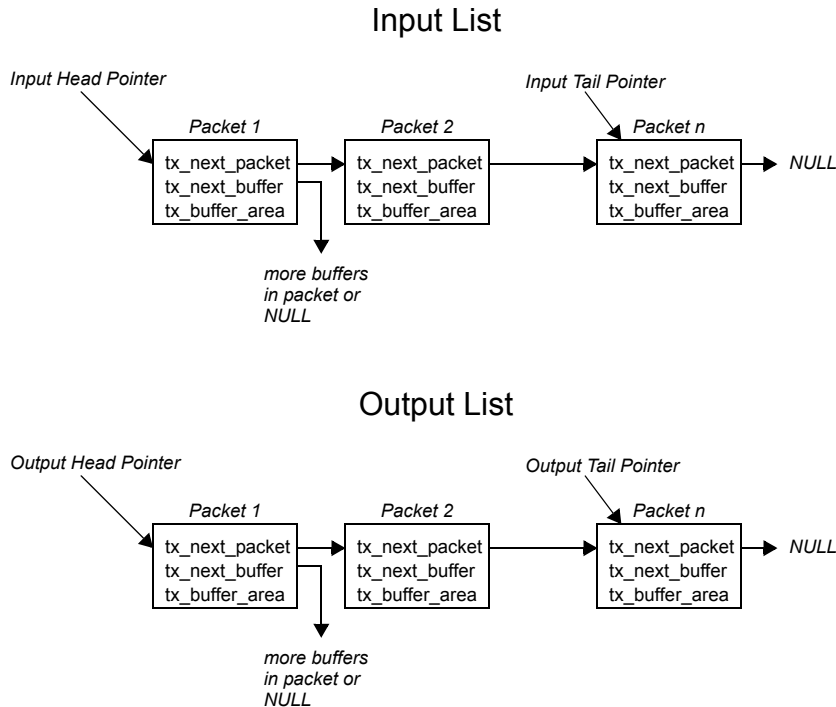 Input List
Input Head Pointer
Input Tail Pointer
Packet 1
Packet 2
Packet n
tx_next_packet
tx_next_buffer
tx_buffer_area
tx_next_packet
tx_next_buffer
tx_buffer_area
tx_next_packet
tx_next_buffer
tx_buffer_area
NULL
more buffers
in packet or
NULL
Output List
Output Head Pointer
Output Tail Pointer
Packet 1
Packet 2
Packet n
tx_next_packet
tx_next_buffer
tx_buffer_area
tx_next_packet
tx_next_buffer
tx_buffer_area
tx_next_packet
tx_next_buffer
tx_buffer_area
NULL
more buffers
in packet or
NULL